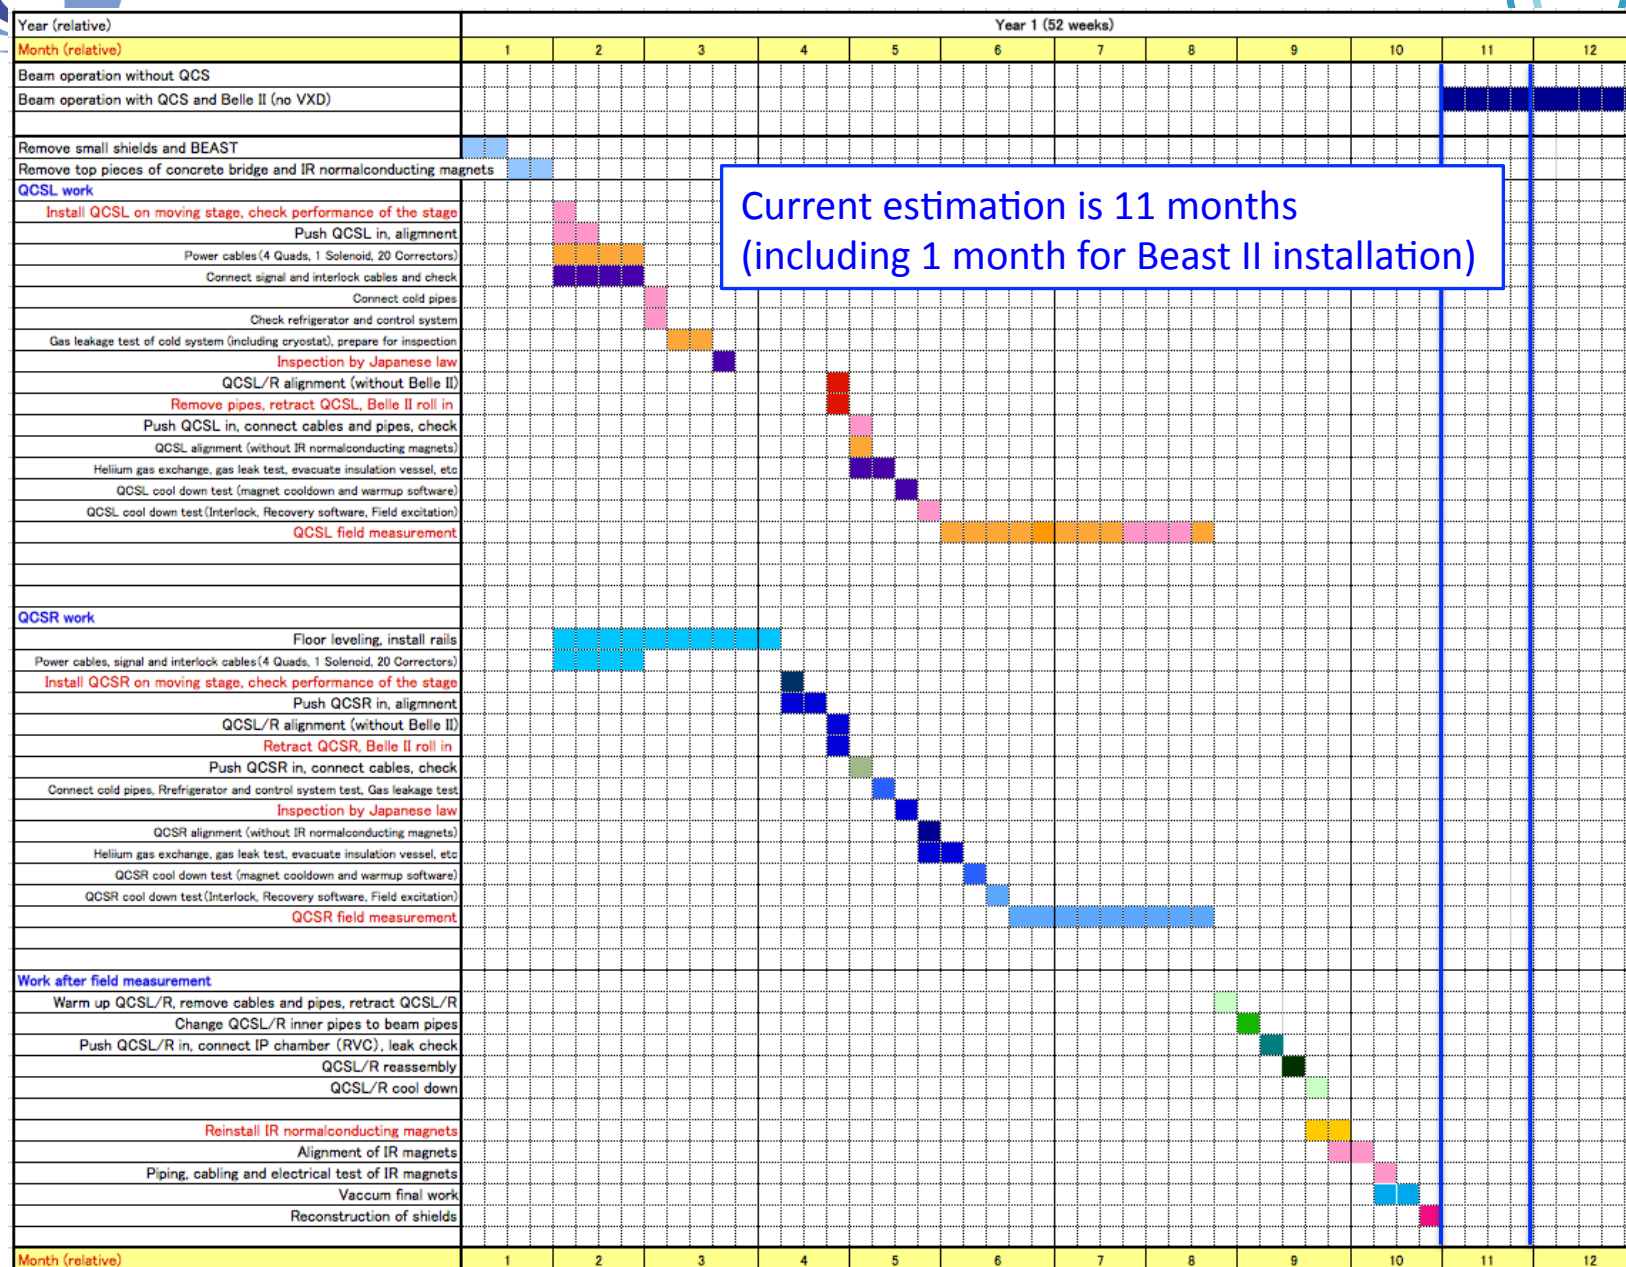 Year (relative)
Year 1 (52 weeks)
Month (relative)
1 2 3 4 5 6 7 8 9 10 11 12
Beam operation without QCS
Beam operation with QCS and Belle II (no VXD)
Remove small shields and BEAST
Remove top pieces of concrete bridge and IR normalconducting magnets
Current estimation is 11 months
(including 1 month for Beast II installation)
QCSL work
Install QCSL on moving stage, check performance of the stage
Push QCSL in, aligmnent
Power cables(4 Quads, 1 Solenoid, 20 Correctors)
Connect signal and interlock cables and check
Connect cold pipes
Check refrigerator and control system
Gas leakage test of cold system (including cryostat), prepare for inspection
Inspection by Japanese law
QCSL/R alignment (without Belle II)
Remove pipes, retract QCSL, Belle II roll in
Push QCSL in, connect cables and pipes, check
QCSL alignment (without IR normalconducting magnets)
Heliium gas exchange, gas leak test, evacuate insulation vessel, etc
QCSL cool down test (magnet cooldown and warmup software)
QCSL cool down test(Interlock, Recovery software, Field excitation)
QCSL field measurement
QCSR work
Floor leveling, install rails
Power cables, signal and interlock cables(4 Quads, 1 Solenoid, 20 Correctors)
Install QCSR on moving stage, check performance of the stage
Push QCSR in, aligmnent
QCSL/R alignment (without Belle II)
Retract QCSR, Belle II roll in
Push QCSR in, connect cables, check
Connect cold pipes, Rrefrigerator and control system test, Gas leakage test
Inspection by Japanese law
QCSR alignment (without IR normalconducting magnets)
Heliium gas exchange, gas leak test, evacuate insulation vessel, etc
QCSR cool down test (magnet cooldown and warmup software)
QCSR cool down test(Interlock, Recovery software, Field excitation)
QCSR field measurement
Work after field measurement
Warm up QCSL/R, remove cables and pipes, retract QCSL/R
Change QCSL/R inner pipes to beam pipes
Push QCSL/R in, connect IP chamber (RVC), leak check
QCSL/R reassembly
QCSL/R cool down
Reinstall IR normalconducting magnets
Alignment of IR magnets
Piping, cabling and electrical test of IR magnets
Vaccum final work
Reconstruction of shields
Month (relative)
1 2 3 4 5 6 7 8 9 10 11 12